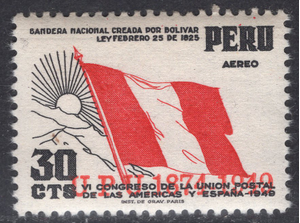 BANDERA NACIONAL CREADA POR BOLIVAR
LEY FEBRERO 25 DE 1825
PERU
AEREO
30
CTS
U.P.U. 1874-1949
VI CONGRESO DE LA UNION POSTAL
DE LAS AMERICAS Y ESPAÑA-1949
INST. DE GRAV. PARIS